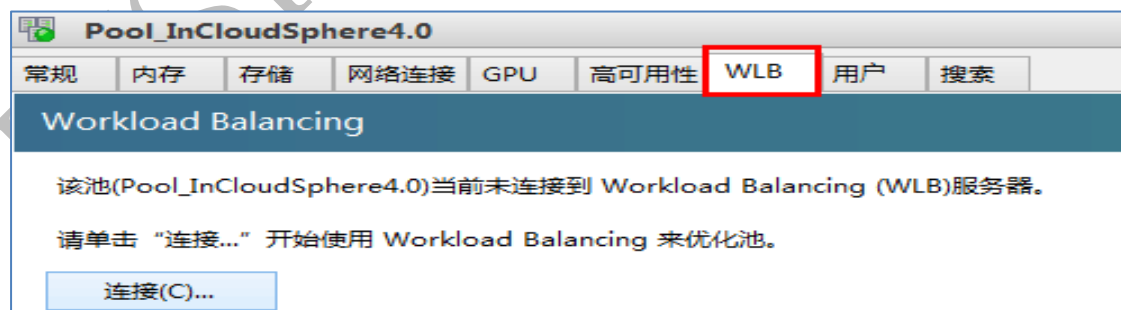 Pool_InCloudSphere4.0
常规 内存 存储 网络连接 GPU 高可用性 WLB 用户 搜索
Workload Balancing
该池(Pool_InCloudSphere4.0)当前未连接到 Workload Balancing (WLB)服务器。
请单击“连接...”开始使用 Workload Balancing 来优化池。
连接(C)...